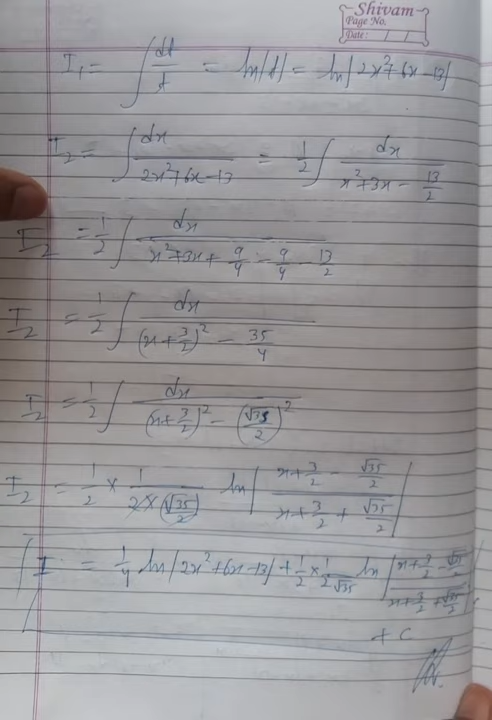 Shivam
Page No.
Date: / /
I₁ = ∫ dt/t = ln|t| = ln|2x²+6x-13|
I₂ = ∫ dx/(2x²+6x-13) = 1/2 ∫ dx/(x²+3x - 13/2)
I₂ = 1/2 ∫ dx/(x²+3x + 9/4 - 9/4 - 13/2)
I₂ = 1/2 ∫ dx/((x+3/2)² - 35/4)
I₂ = 1/2 ∫ dx/((x+3/2)² - (√35/2)²)
I₂ = 1/2 × 1/(2×(√35/2)) ln|(x+3/2 - √35/2)/(x+3/2 + √35/2)|
I = 1/4 ln|2x²+6x-13| + 1/2 × 1/(2√35) ln|(x+3/2 - √35/2)/(x+3/2 + √35/2)|
+ C